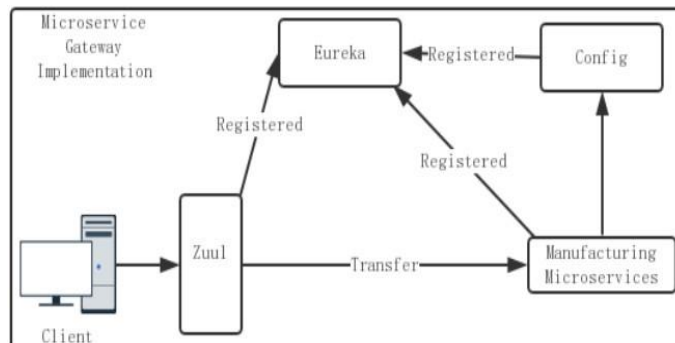 Microservice
Gateway
Implementation
Eureka
Registered
Config
Registered
Registered
Zuul
Transfer
Manufacturing
Microservices
Client